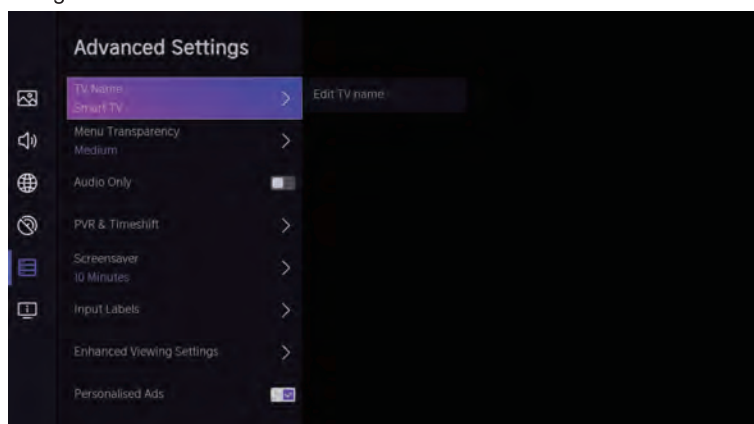 Advanced Settings
TV Name
Smart TV
Edit TV name
Menu Transparency
Medium
Audio Only
PVR & Timeshift
Screensaver
10 Minutes
Input Labels
Enhanced Viewing Settings
Personalised Ads